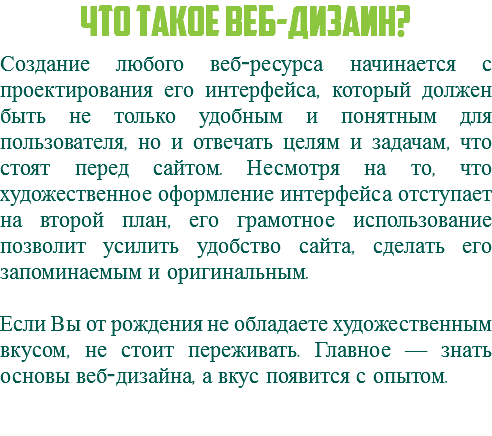 ЧТО ТАКОЕ ВЕБ-ДИЗАЙН?
Создание любого веб-ресурса начинается с
проектирования его интерфейса, который должен
быть не только удобным и понятным для
пользователя, но и отвечать целям и задачам, что
стоят перед сайтом. Несмотря на то, что
художественное оформление интерфейса отступает
на второй план, его грамотное использование
позволит усилить удобство сайта, сделать его
запоминаемым и оригинальным.
Если Вы от рождения не обладаете художественным
вкусом, не стоит переживать. Главное — знать
основы веб-дизайна, а вкус появится с опытом.